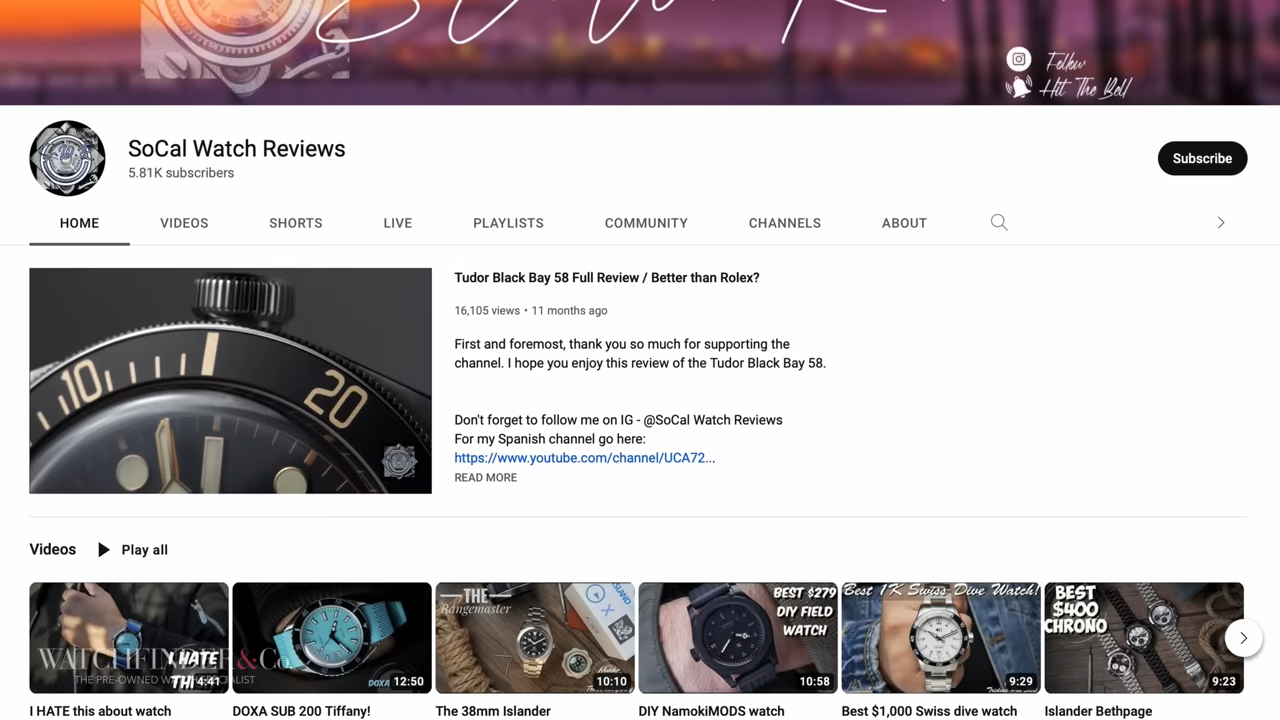 Follow
Hit The Bell
SoCal Watch Reviews
5.81K subscribers
Subscribe
HOME
VIDEOS
SHORTS
LIVE
PLAYLISTS
COMMUNITY
CHANNELS
ABOUT
Tudor Black Bay 58 Full Review / Better than Rolex?
16,105 views • 11 months ago
First and foremost, thank you so much for supporting the
channel. I hope you enjoy this review of the Tudor Black Bay 58.
Don't forget to follow me on IG - @SoCal Watch Reviews
For my Spanish channel go here:
https://www.youtube.com/channel/UCA72...
READ MORE
10
20
Videos
Play all
I HATE
4:41
WATCHFINDER & Co.
THE PRE-OWNED WATCH SPECIALIST
DOXA
12:50
THE
Rangemaster
10:10
BEST $279
DIY FIELD
WATCH
10:58
Best 1K Swiss Dive Watch!
9:29
BEST
$400
CHRONO
9:23
I HATE this about watch
DOXA SUB 200 Tiffany!
The 38mm Islander
DIY NamokiMODS watch
Best $1,000 Swiss dive watch
Islander Bethpage